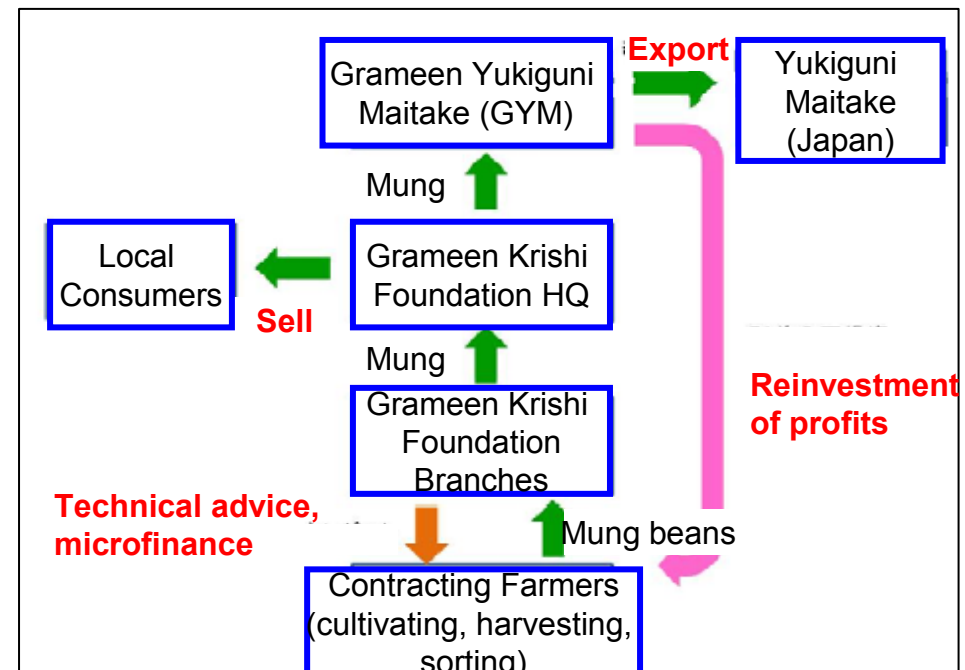 Export
Grameen Yukiguni
Maitake (GYM)
Yukiguni
Maitake
(Japan)
Mung
Local
Consumers
Grameen Krishi
Foundation HQ
Sell
Mung
Reinvestment
of profits
Grameen Krishi
Foundation
Branches
Technical advice,
microfinance
Mung beans
Contracting Farmers
(cultivating, harvesting,
sorting)